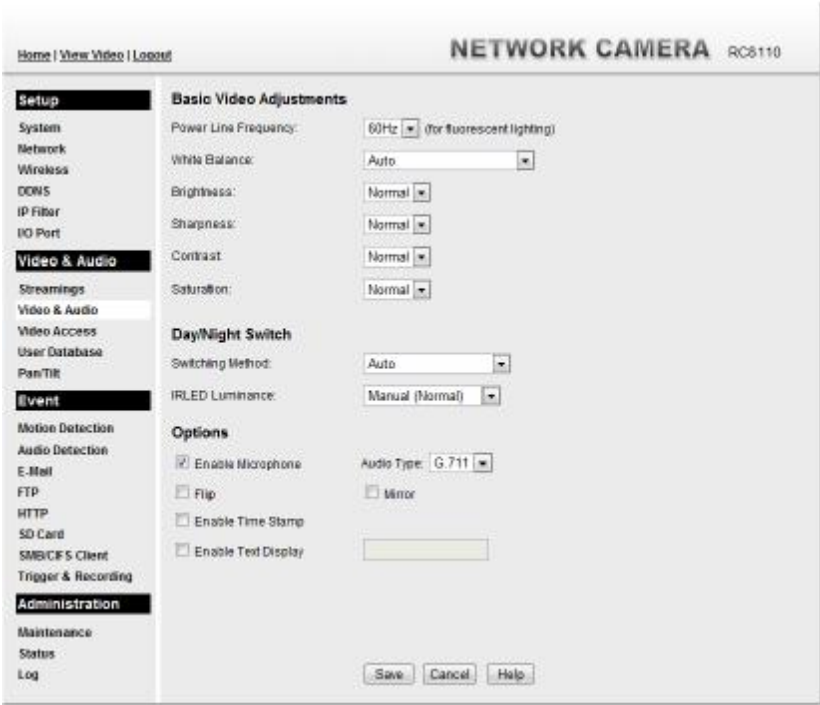 Home | View Video | Logout
NETWORK CAMERA RC8110
Setup
System
Network
Wireless
DDNS
IP Filter
I/O Port
Video & Audio
Streamings
Video & Audio
Video Access
User Database
Pan/Tilt
Event
Motion Detection
Audio Detection
E-Mail
FTP
HTTP
SD Card
SMB/CIFS Client
Trigger & Recording
Administration
Maintenance
Status
Log
Basic Video Adjustments
Power Line Frequency: 60Hz (for fluorescent lighting)
White Balance: Auto
Brightness: Normal
Sharpness: Normal
Contrast: Normal
Saturation: Normal
Day/Night Switch
Switching Method: Auto
IRLED Luminance: Manual (Normal)
Options
Enable Microphone Audio Type: G.711
Flip Mirror
Enable Time Stamp
Enable Text Display
Save Cancel Help